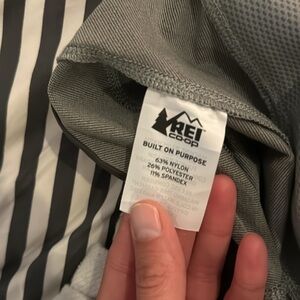 REI
CO·OP
BUILT ON PURPOSE
63% NYLON
26% POLYESTER
11% SPANDEX